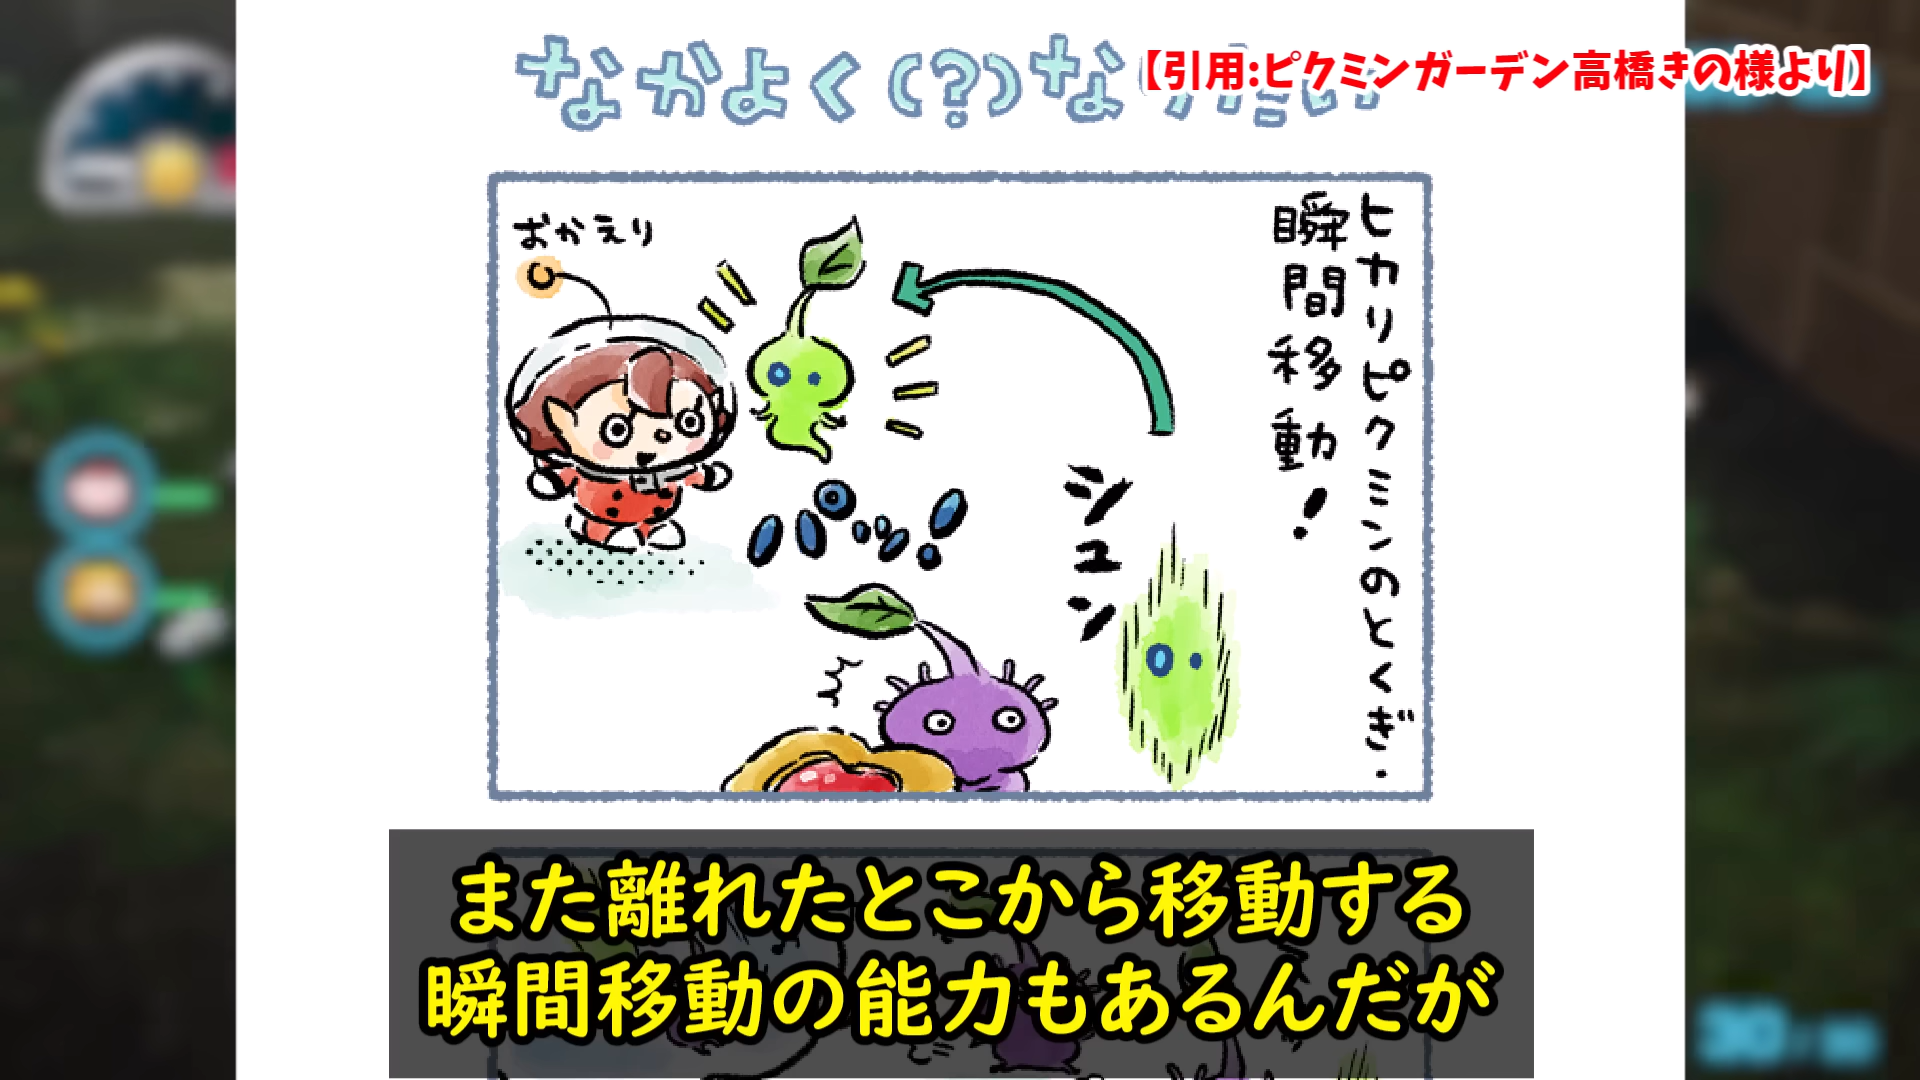 なかよく(?)な
【引用:ピクミンガーデン高橋きの様より】
ヒカリピクミンのとくぎ・
瞬間移動！
おかえり
パッ!
シュン
また離れたとこから移動する
瞬間移動の能力もあるんだが